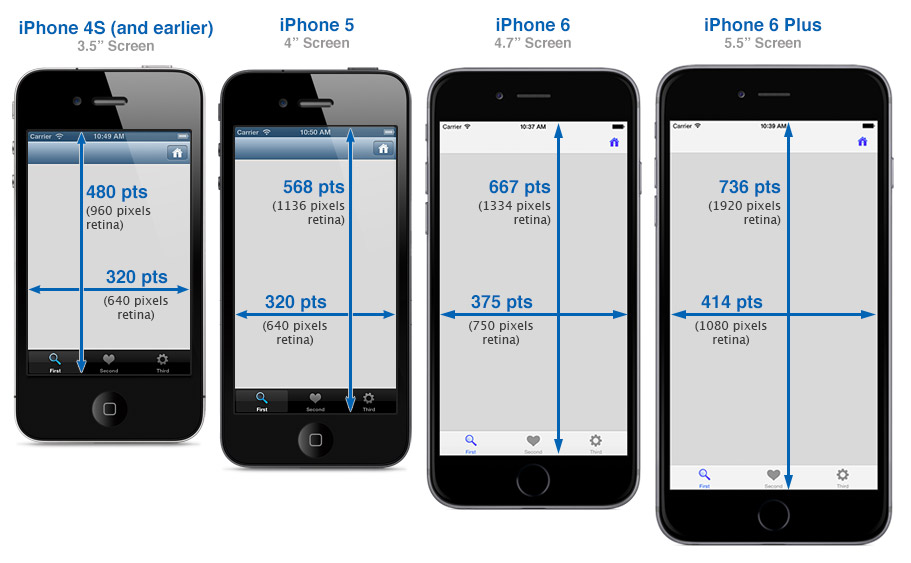 iPhone 4S (and earlier)
3.5” Screen
Carrier 10:49 AM
480 pts
(960 pixels
retina)
320 pts
(640 pixels
retina)
First Second Third
iPhone 5
4” Screen
Carrier 10:50 AM
568 pts
(1136 pixels
retina)
320 pts
(640 pixels
retina)
First Second Third
iPhone 6
4.7” Screen
Carrier 10:37 AM
667 pts
(1334 pixels
retina)
375 pts
(750 pixels
retina)
First Second Third
iPhone 6 Plus
5.5” Screen
Carrier 10:39 AM
736 pts
(1920 pixels
retina)
414 pts
(1080 pixels
retina)
First Second Third